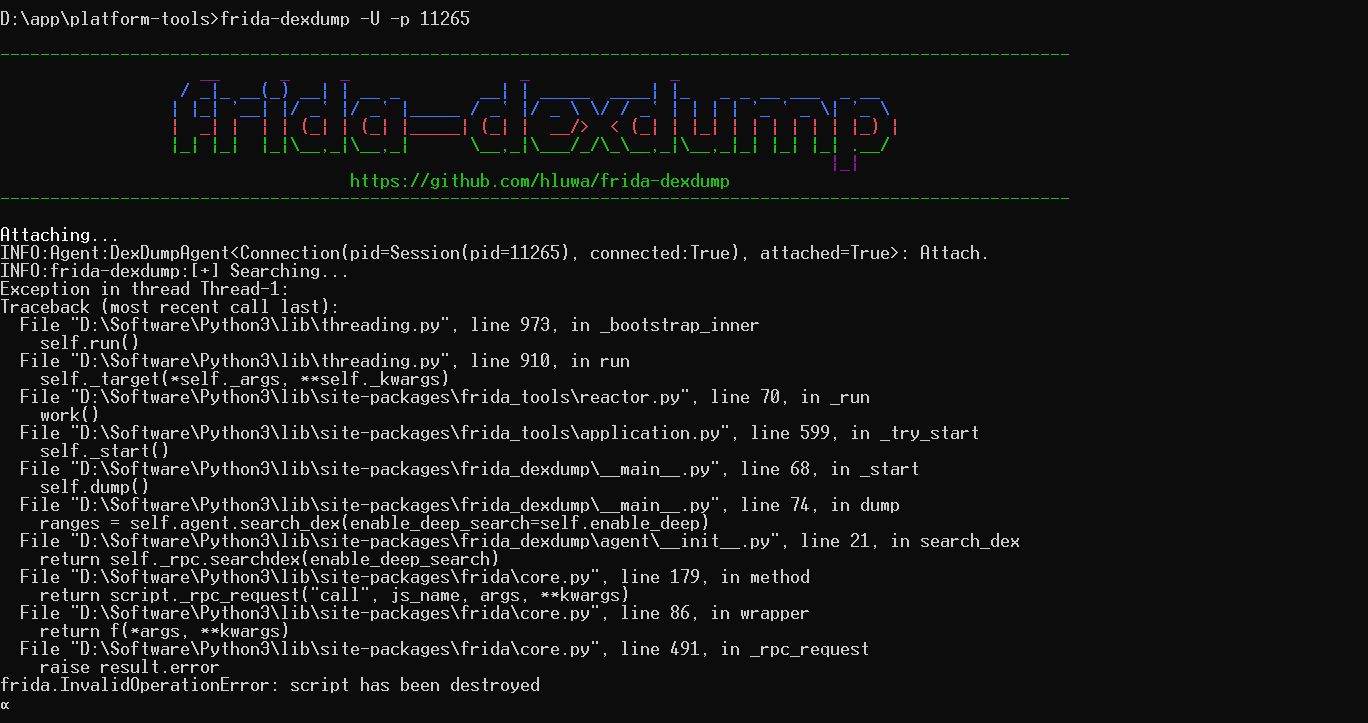 D:\app\platform-tools>frida-dexdump -U -p 11265
----------------------------------------------------------------------------------------------------------
frida-dexdump
https://github.com/hluwa/frida-dexdump
----------------------------------------------------------------------------------------------------------
Attaching...
INFO:Agent:DexDumpAgent<Connection(pid=Session(pid=11265), connected:True), attached=True>: Attach.
INFO:frida-dexdump:[+] Searching...
Exception in thread Thread-1:
Traceback (most recent call last):
  File "D:\Software\Python3\lib\threading.py", line 973, in _bootstrap_inner
    self.run()
  File "D:\Software\Python3\lib\threading.py", line 910, in run
    self._target(*self._args, **self._kwargs)
  File "D:\Software\Python3\lib\site-packages\frida_tools\reactor.py", line 70, in _run
    work()
  File "D:\Software\Python3\lib\site-packages\frida_tools\application.py", line 599, in _try_start
    self._start()
  File "D:\Software\Python3\lib\site-packages\frida_dexdump\__main__.py", line 68, in _start
    self.dump()
  File "D:\Software\Python3\lib\site-packages\frida_dexdump\__main__.py", line 74, in dump
    ranges = self.agent.search_dex(enable_deep_search=self.enable_deep)
  File "D:\Software\Python3\lib\site-packages\frida_dexdump\agent\__init__.py", line 21, in search_dex
    return self._rpc.searchdex(enable_deep_search)
  File "D:\Software\Python3\lib\site-packages\frida\core.py", line 179, in method
    return script._rpc_request("call", js_name, args, **kwargs)
  File "D:\Software\Python3\lib\site-packages\frida\core.py", line 86, in wrapper
    return f(*args, **kwargs)
  File "D:\Software\Python3\lib\site-packages\frida\core.py", line 491, in _rpc_request
    raise result.error
frida.InvalidOperationError: script has been destroyed